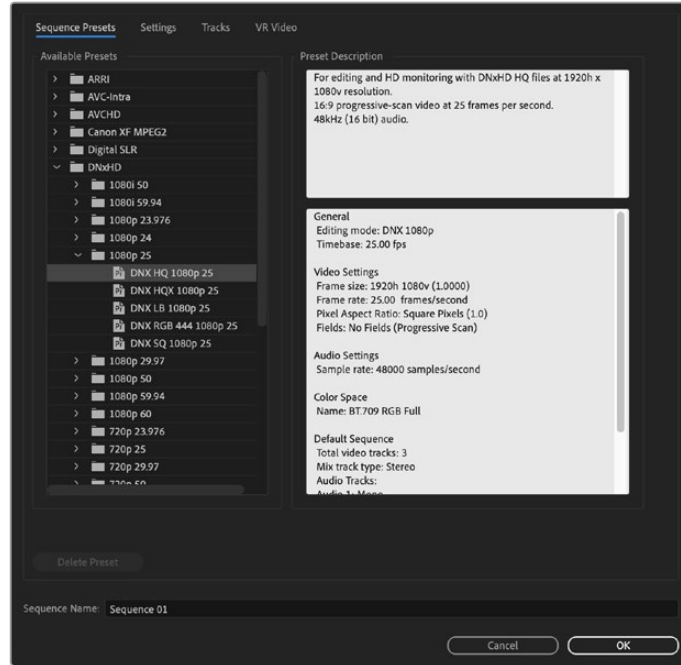 Sequence Presets Settings Tracks VR Video
Available Presets
ARRI
AVC-Intra
AVCHD
Canon XF MPEG2
Digital SLR
DNxHD
1080i 50
1080i 59.94
1080p 23.976
1080p 24
1080p 25
DNX HQ 1080p 25
DNX HQX 1080p 25
DNX LB 1080p 25
DNX RGB 444 1080p 25
DNX SQ 1080p 25
1080p 29.97
1080p 50
1080p 59.94
1080p 60
720p 23.976
720p 25
720p 29.97
720p 50
Delete Preset
Preset Description
For editing and HD monitoring with DNxHD HQ files at 1920h x
1080v resolution.
16:9 progressive-scan video at 25 frames per second.
48kHz (16 bit) audio.
General
Editing mode: DNX 1080p
Timebase: 25.00 fps
Video Settings
Frame size: 1920h 1080v (1.0000)
Frame rate: 25.00 frames/second
Pixel Aspect Ratio: Square Pixels (1.0)
Fields: No Fields (Progressive Scan)
Audio Settings
Sample rate: 48000 samples/second
Color Space
Name: BT.709 RGB Full
Default Sequence
Total video tracks: 3
Mix track type: Stereo
Audio Tracks:
Audio 1: Mono
Sequence Name: Sequence 01
Cancel OK